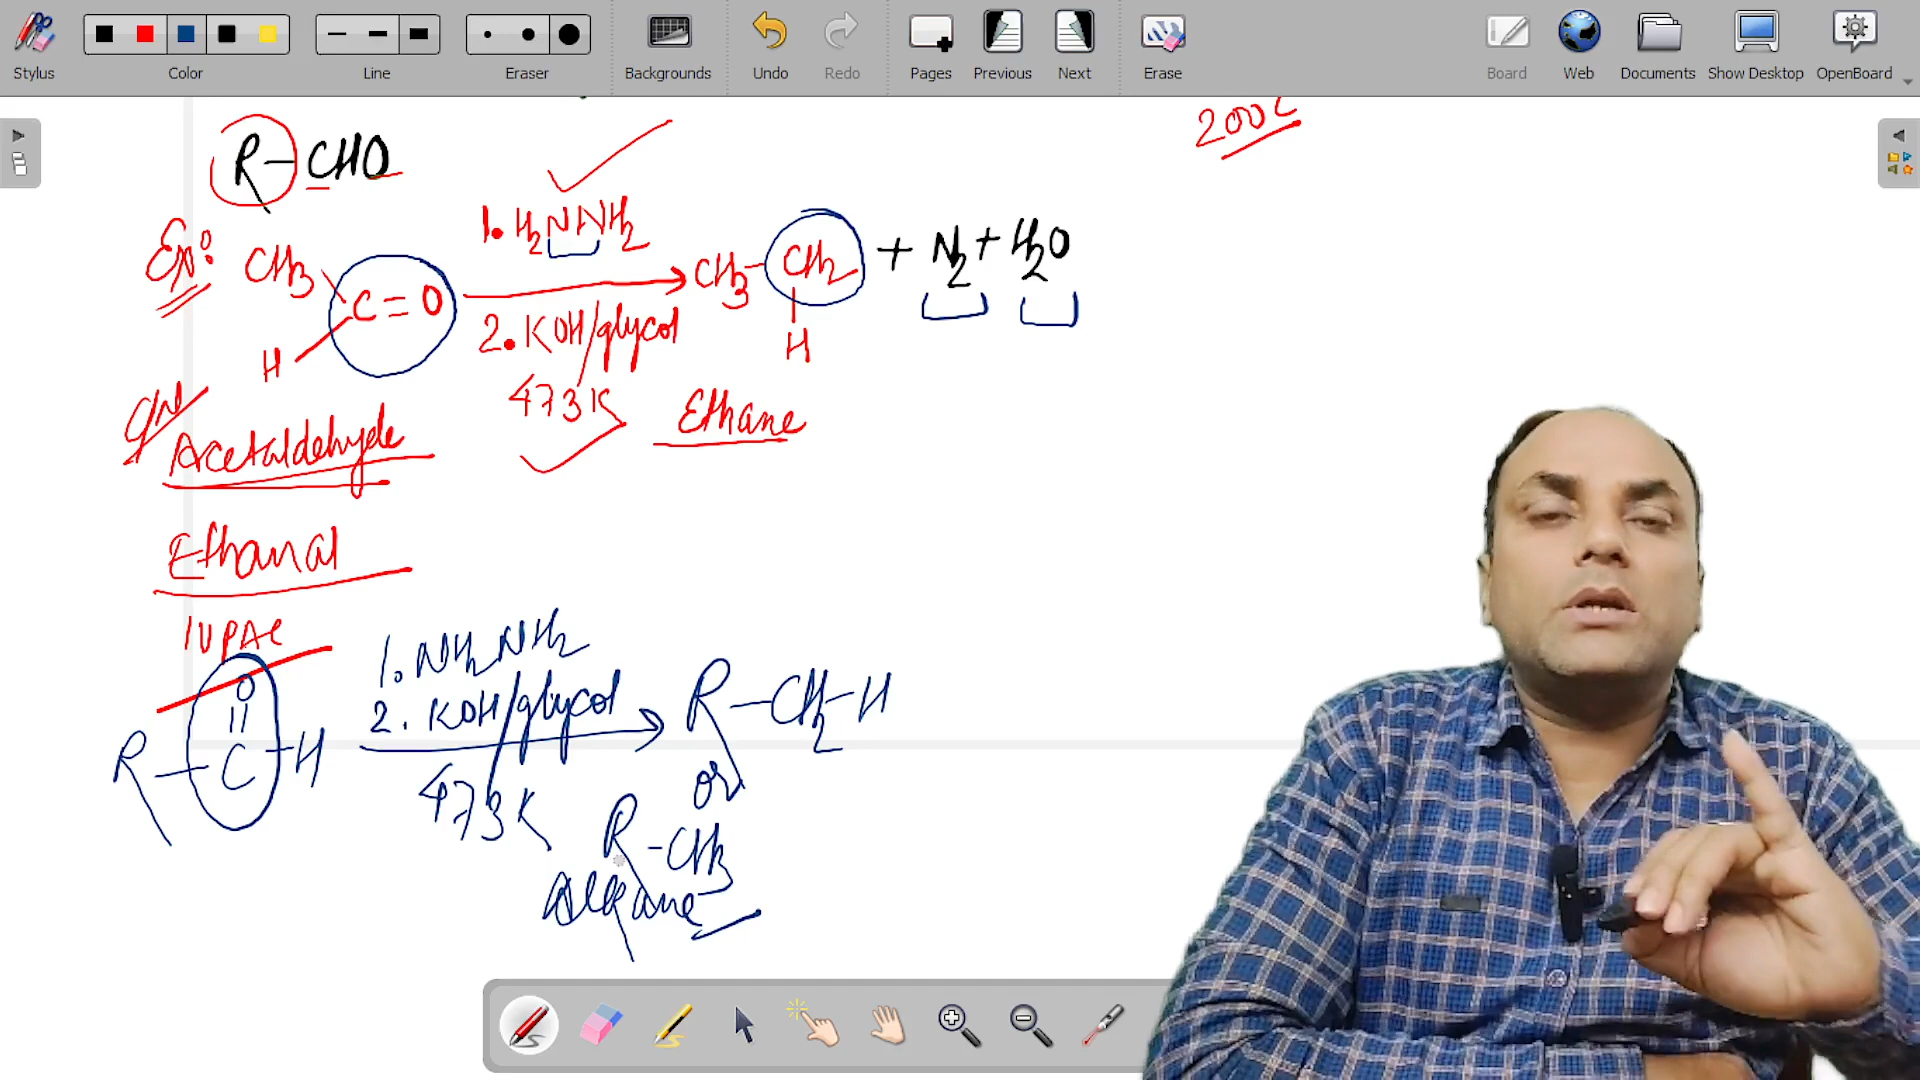 Stylus
Color
Line
Eraser
Backgrounds
Undo
Redo
Pages
Previous
Next
Erase
Board
Web
Documents
Show Desktop
OpenBoard
R-CHO
200C
Ex:
CH3
C=O
H
1. H2NNH2
2. KOH/glycol
473K
CH3-CH2 + N2 + H2O
H
Acetaldehyde
Ethane
Ethanal
IUPAC
O
R-C-H
1. NH2NH2
2. KOH/glycol
473K
R-CH2-H
or
R-CH3
Alkane